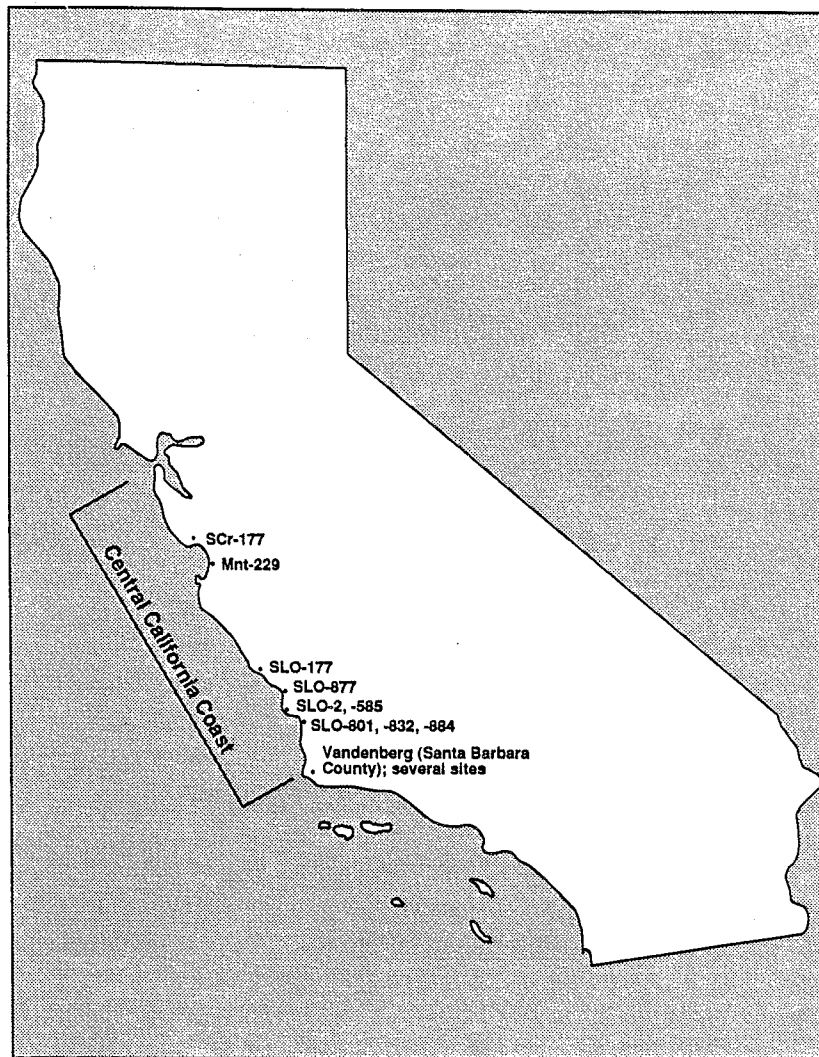 SCr-177
Mnt-229
Central California Coast
SLO-177
SLO-877
SLO-2, -585
SLO-801, -832, -884
Vandenberg (Santa Barbara
County); several sites